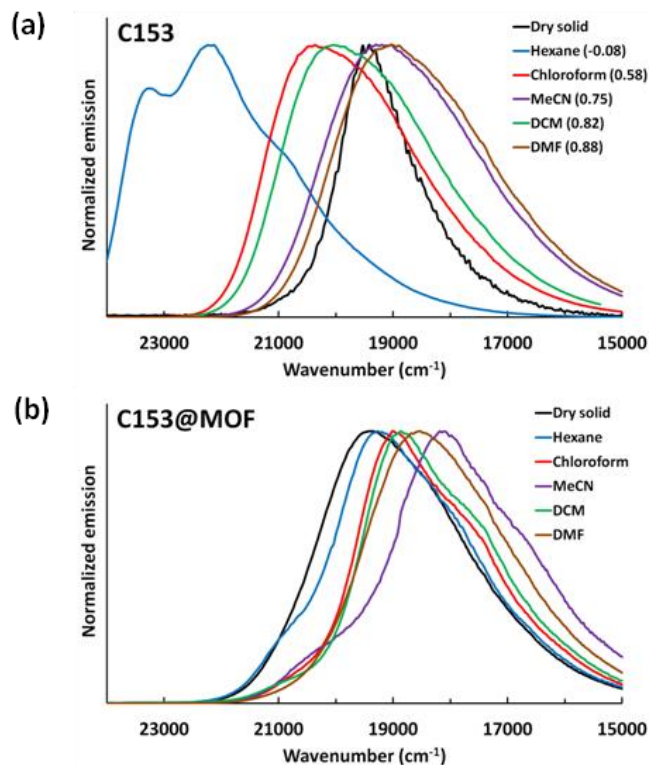 (a)
C153
Dry solid
Hexane (-0.08)
Chloroform (0.58)
MeCN (0.75)
DCM (0.82)
DMF (0.88)
Normalized emission
23000 21000 19000 17000 15000
Wavenumber (cm⁻¹)
(b)
C153@MOF
Dry solid
Hexane
Chloroform
MeCN
DCM
DMF
Normalized emission
23000 21000 19000 17000 15000
Wavenumber (cm⁻¹)